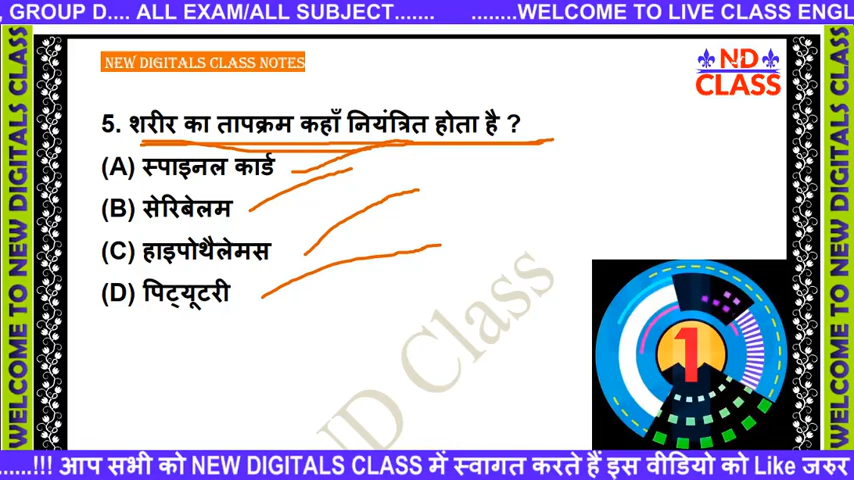 , GROUP D.... ALL EXAM/ALL SUBJECT....... ........WELCOME TO LIVE CLASS ENGL
NEW DIGITALS CLASS NOTES
ND
CLASS
5. शरीर का तापक्रम कहाँ नियंत्रित होता है ?
(A) स्पाइनल कार्ड
(B) सेरिबेलम
(C) हाइपोथैलेमस
(D) पिट्यूटरी
ND Class
1
WELCOME TO NEW DIGITALS CLASS
WELCOME TO NEW DIGITALS CLASS
......!!! आप सभी को NEW DIGITALS CLASS में स्वागत करते हैं इस वीडियो को Like जरुर